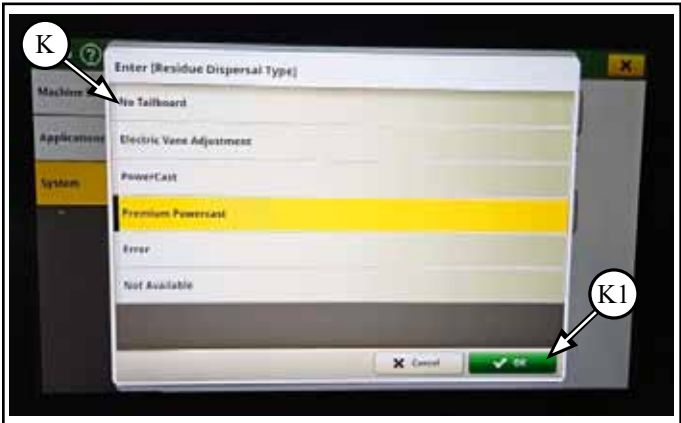 K
Enter [Residue Dispersal Type]
Machine
No Tailboard
Applications
Electric Vane Adjustment
PowerCast
System
Premium Powercast
Error
Not Available
K1
Cancel
OK